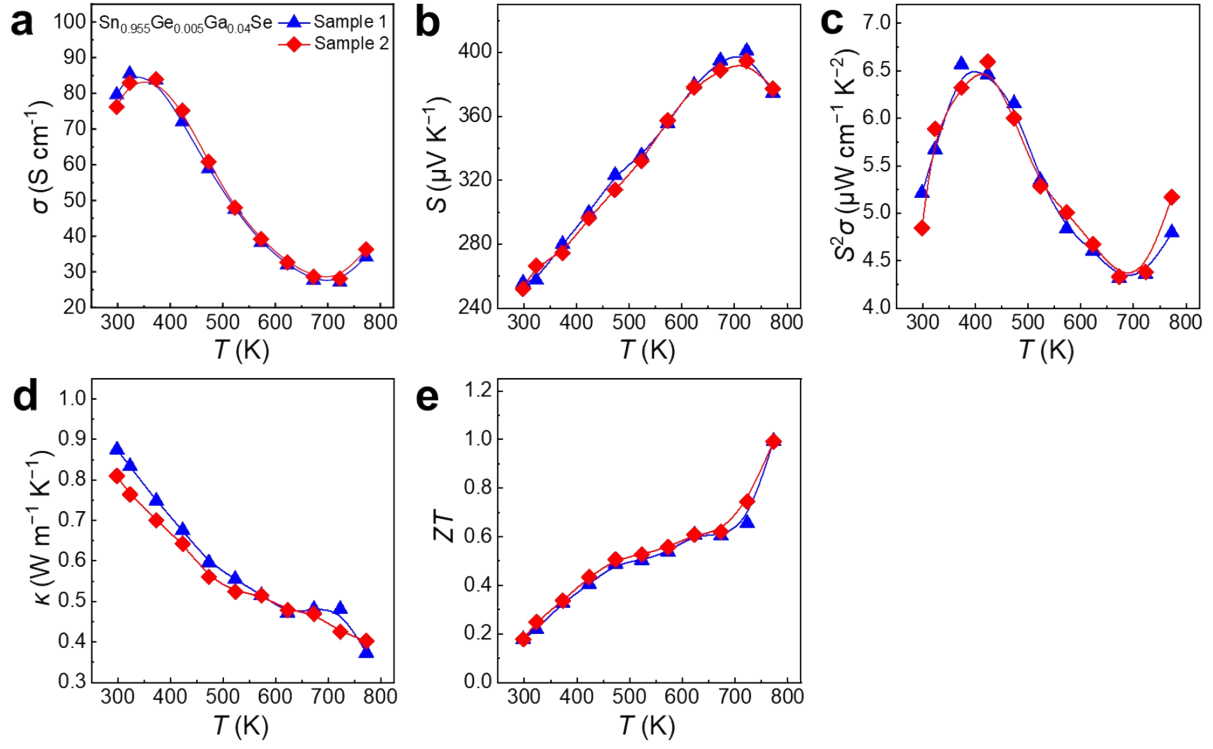 a
Sn0.955Ge0.005Ga0.04Se
Sample 1
Sample 2
100
90
80
70
60
50
40
30
20
σ (S cm⁻¹)
300 400 500 600 700 800
T (K)
b
400
360
320
280
240
S (μV K⁻¹)
300 400 500 600 700 800
T (K)
c
7.0
6.5
6.0
5.5
5.0
4.5
4.0
S²σ (μW cm⁻¹ K⁻²)
300 400 500 600 700 800
T (K)
d
1.0
0.9
0.8
0.7
0.6
0.5
0.4
0.3
κ (W m⁻¹ K⁻¹)
300 400 500 600 700 800
T (K)
e
1.2
1.0
0.8
0.6
0.4
0.2
0.0
ZT
300 400 500 600 700 800
T (K)